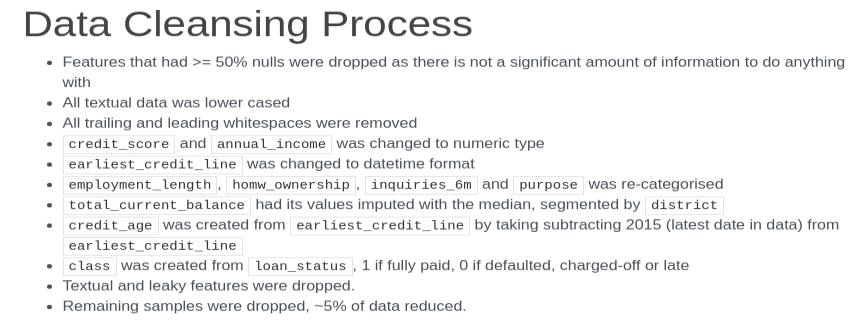 Data Cleansing Process
Features that had >= 50% nulls were dropped as there is not a significant amount of information to do anything
with
All textual data was lower cased
All trailing and leading whitespaces were removed
credit_score and annual_income was changed to numeric type
earliest_credit_line was changed to datetime format
employment_length, homw_ownership, inquiries_6m and purpose was re-categorised
total_current_balance had its values imputed with the median, segmented by district
credit_age was created from earliest_credit_line by taking subtracting 2015 (latest date in data) from
earliest_credit_line
class was created from loan_status, 1 if fully paid, 0 if defaulted, charged-off or late
Textual and leaky features were dropped.
Remaining samples were dropped, ~5% of data reduced.